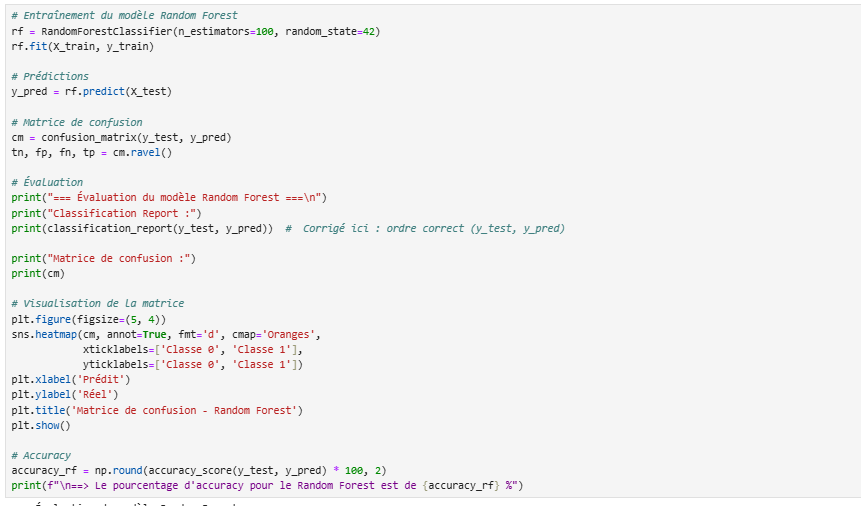 # Entraînement du modèle Random Forest
rf = RandomForestClassifier(n_estimators=100, random_state=42)
rf.fit(X_train, y_train)
# Prédictions
y_pred = rf.predict(X_test)
# Matrice de confusion
cm = confusion_matrix(y_test, y_pred)
tn, fp, fn, tp = cm.ravel()
# Évaluation
print("=== Évaluation du modèle Random Forest ===\n")
print("Classification Report :")
print(classification_report(y_test, y_pred))  #  Corrigé ici : ordre correct (y_test, y_pred)
print("Matrice de confusion :")
print(cm)
# Visualisation de la matrice
plt.figure(figsize=(5, 4))
sns.heatmap(cm, annot=True, fmt='d', cmap='Oranges',
            xticklabels=['Classe 0', 'Classe 1'],
            yticklabels=['Classe 0', 'Classe 1'])
plt.xlabel('Prédit')
plt.ylabel('Réel')
plt.title('Matrice de confusion - Random Forest')
plt.show()
# Accuracy
accuracy_rf = np.round(accuracy_score(y_test, y_pred) * 100, 2)
print(f"\n==> Le pourcentage d'accuracy pour le Random Forest est de {accuracy_rf} %")